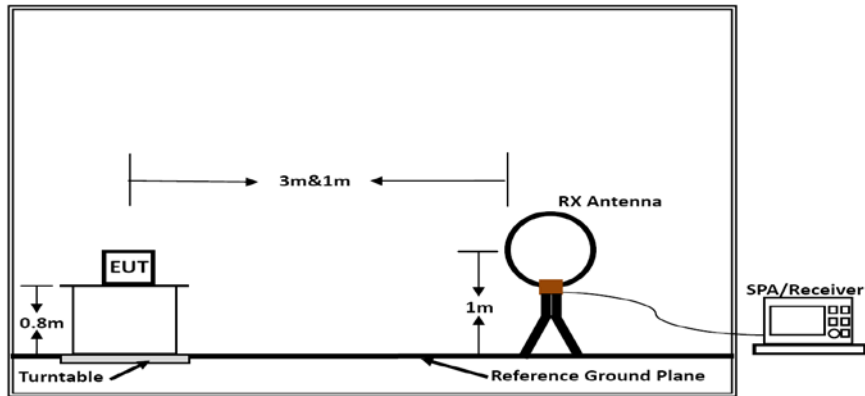 3m&1m
RX Antenna
EUT
SPA/Receiver
0.8m
1m
Turntable
Reference Ground Plane